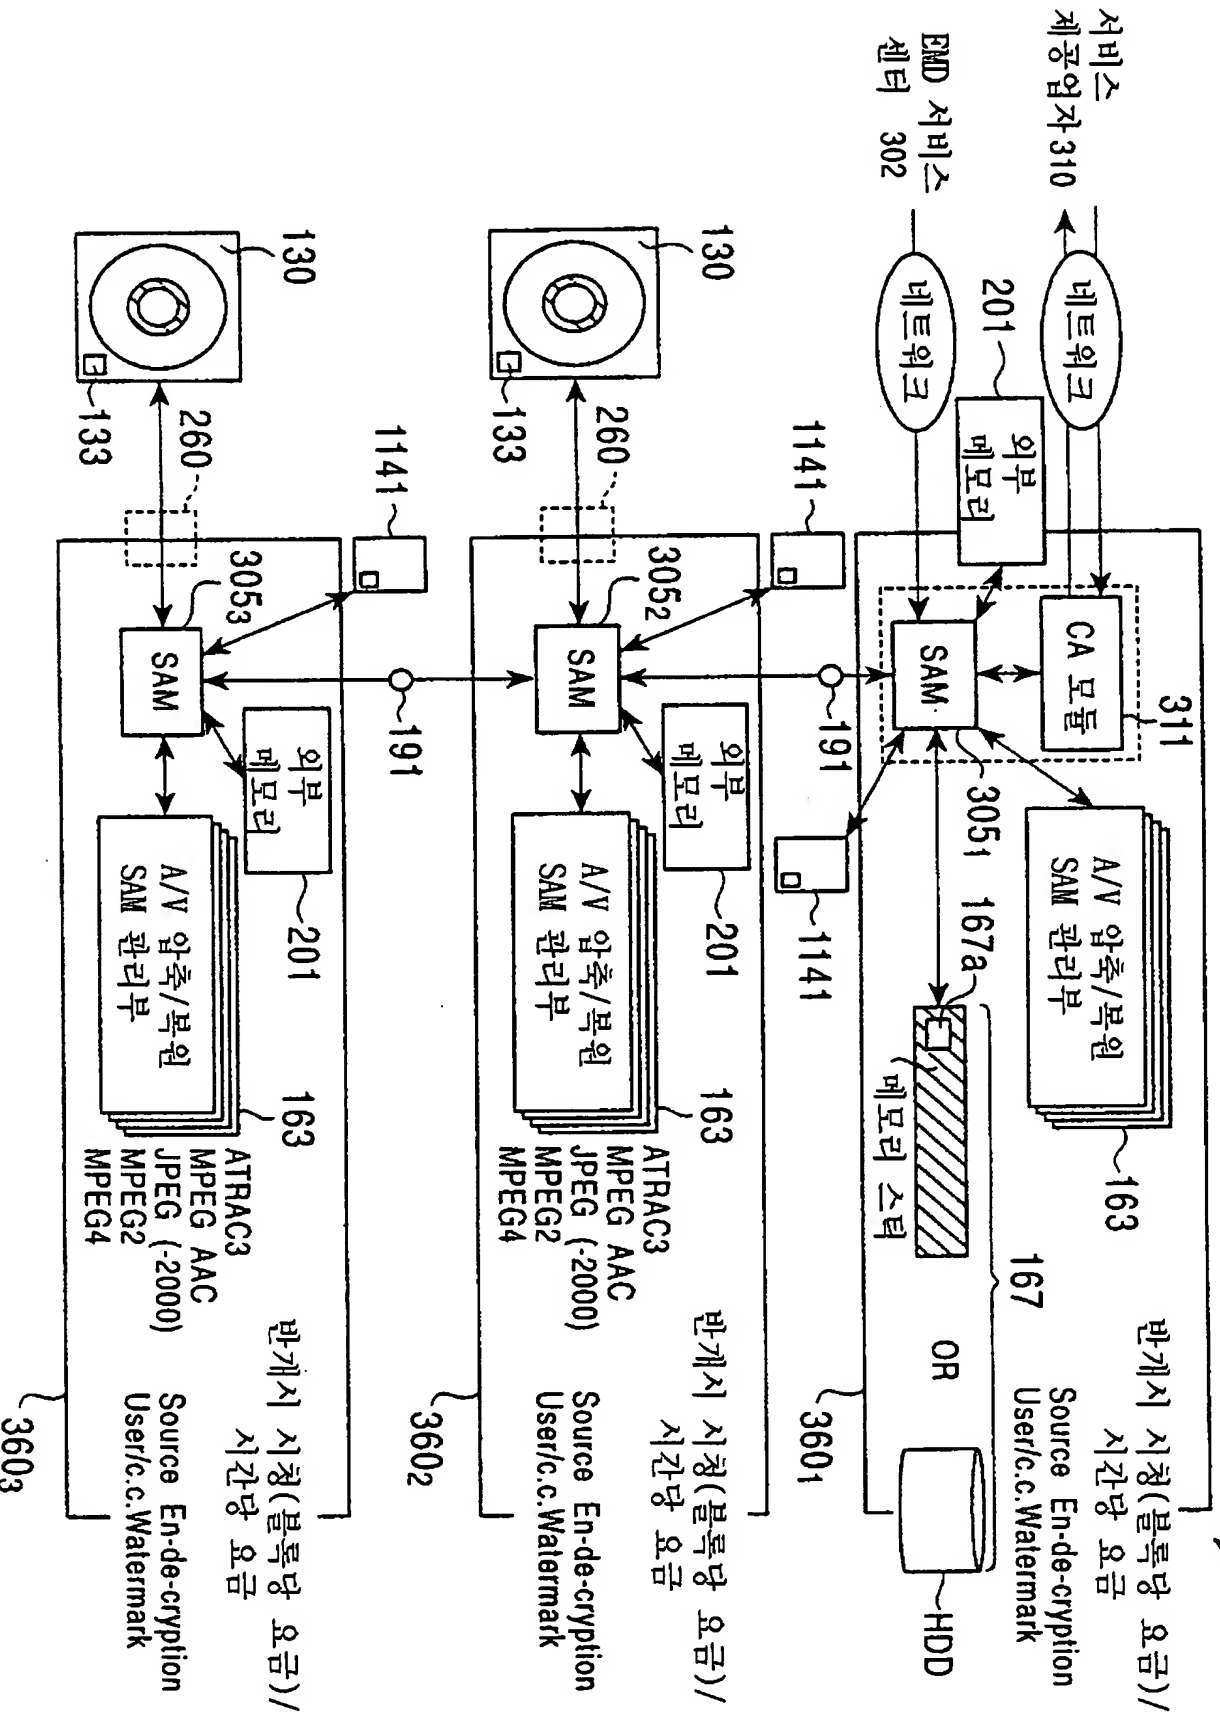 서비스
제공업자310
EMD 서비스
센터 302
네트워크
네트워크
201
외부
메모리
CA 모듈
311
SAM
305₁
A/V 압축/복원
SAM 관리부
163
1141
167a
메모리 스틱
167
OR
HDD
반개시 지청(블록당 요금)/
시간당 요금
Source En-de-cryption
User/c.c.Watermark
360₁
191
130
133
260
1141
305₂
SAM
외부
메모리
201
A/V 압축/복원
SAM 관리부
163
ATRAC3
MPEG AAC
JPEG (-2000)
MPEG2
MPEG4
반개시 지청(블록당 요금)/
시간당 요금
Source En-de-cryption
User/c.c.Watermark
360₂
191
130
133
260
1141
305₃
SAM
외부
메모리
201
A/V 압축/복원
SAM 관리부
163
ATRAC3
MPEG AAC
JPEG (-2000)
MPEG2
MPEG4
반개시 지청(블록당 요금)/
시간당 요금
Source En-de-cryption
User/c.c.Watermark
360₃